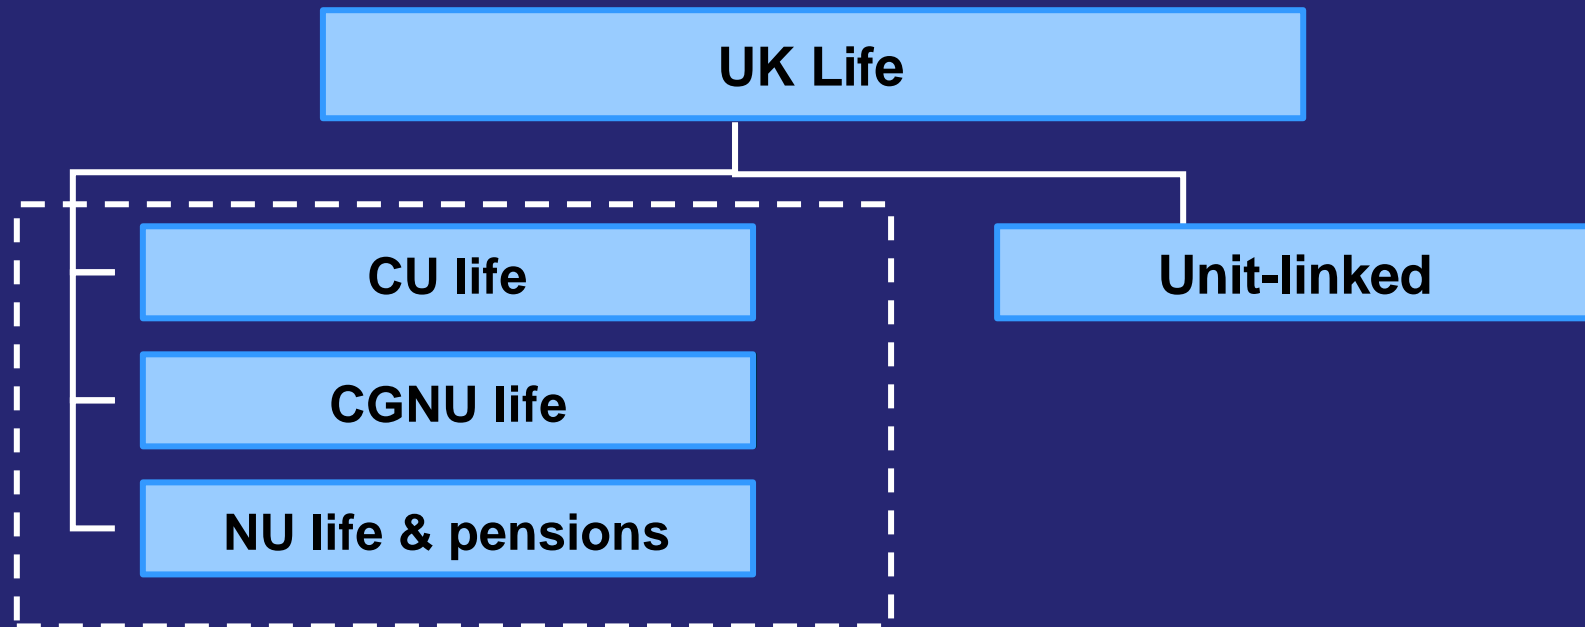 UK Life
CU life
Unit-linked
CGNU life
NU life & pensions